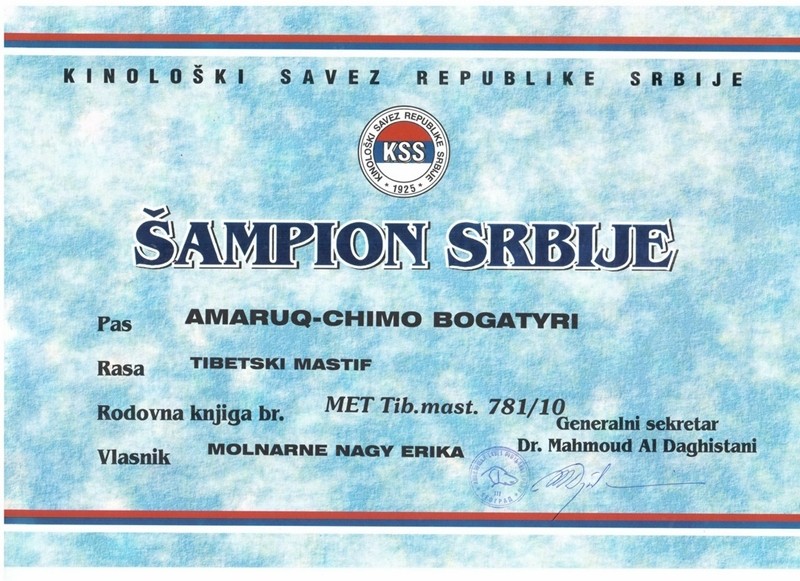 KINOLOŠKI SAVEZ REPUBLIKE SRBIJE
KINOLOŠKI SAVEZ REPUBLIKE SRBIJE
KSS
* 1925 *
ŠAMPION SRBIJE
Pas AMARUQ-CHIMO BOGATYRI
Rasa TIBETSKI MASTIF
Rodovna knjiga br. MET Tib.mast. 781/10
Vlasnik MOLNARNE NAGY ERIKA
Generalni sekretar
Dr. Mahmoud Al Daghistani